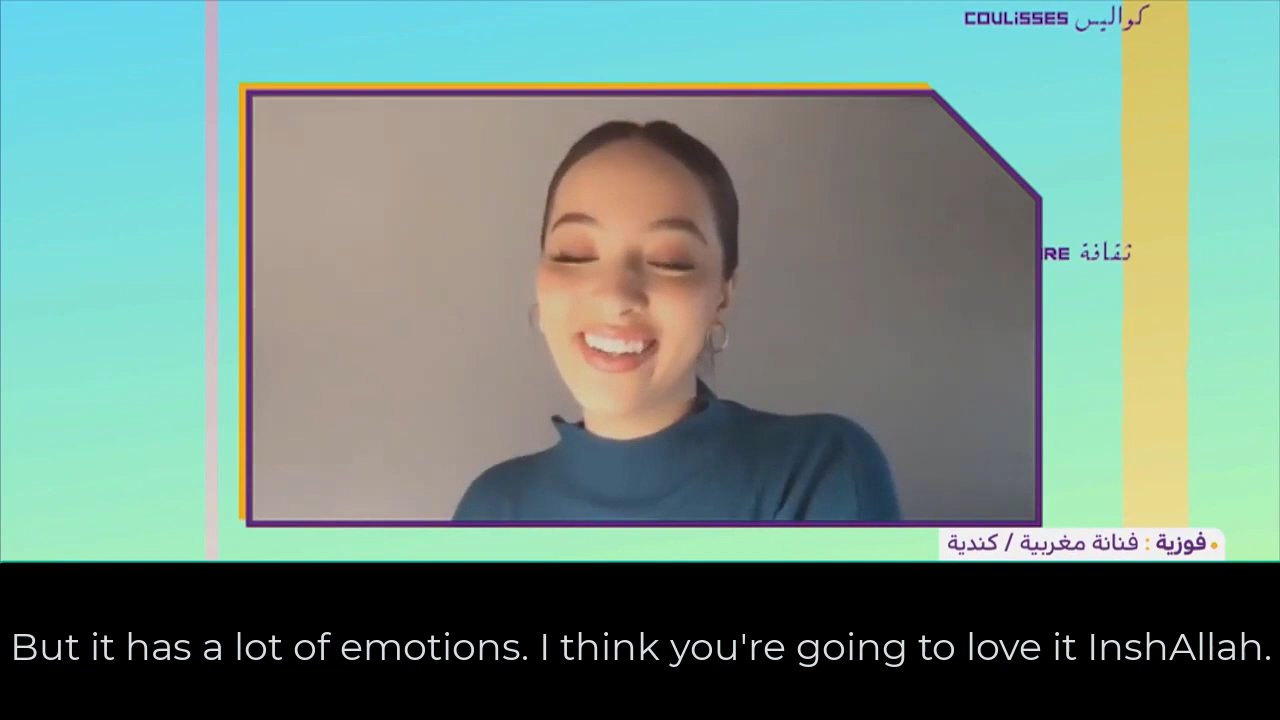 COULISSES كواليس
IRE ثقافة
• فوزية : فنانة مغربية / كندية
But it has a lot of emotions. I think you're going to love it InshAllah.